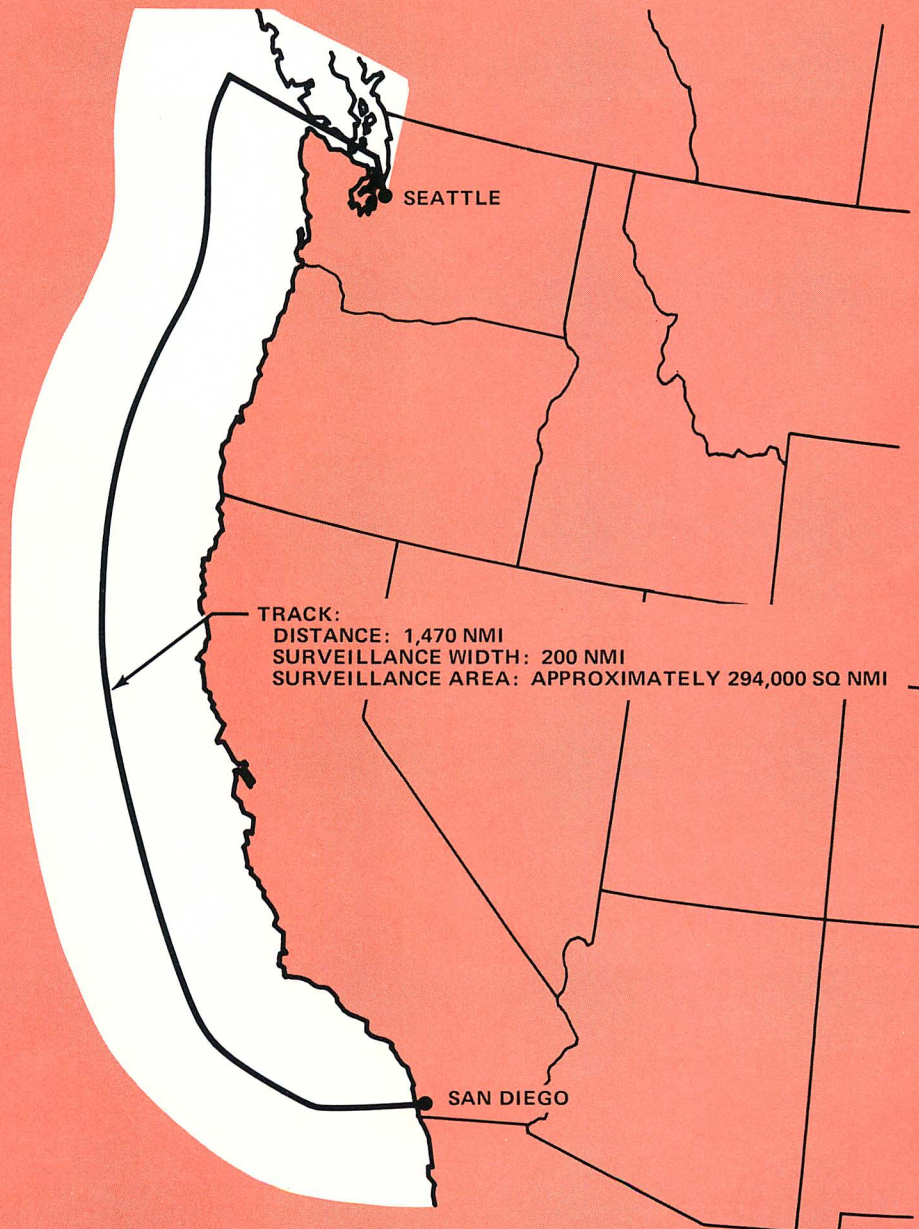 SEATTLE
TRACK:
DISTANCE: 1,470 NMI
SURVEILLANCE WIDTH: 200 NMI
SURVEILLANCE AREA: APPROXIMATELY 294,000 SQ NMI
SAN DIEGO